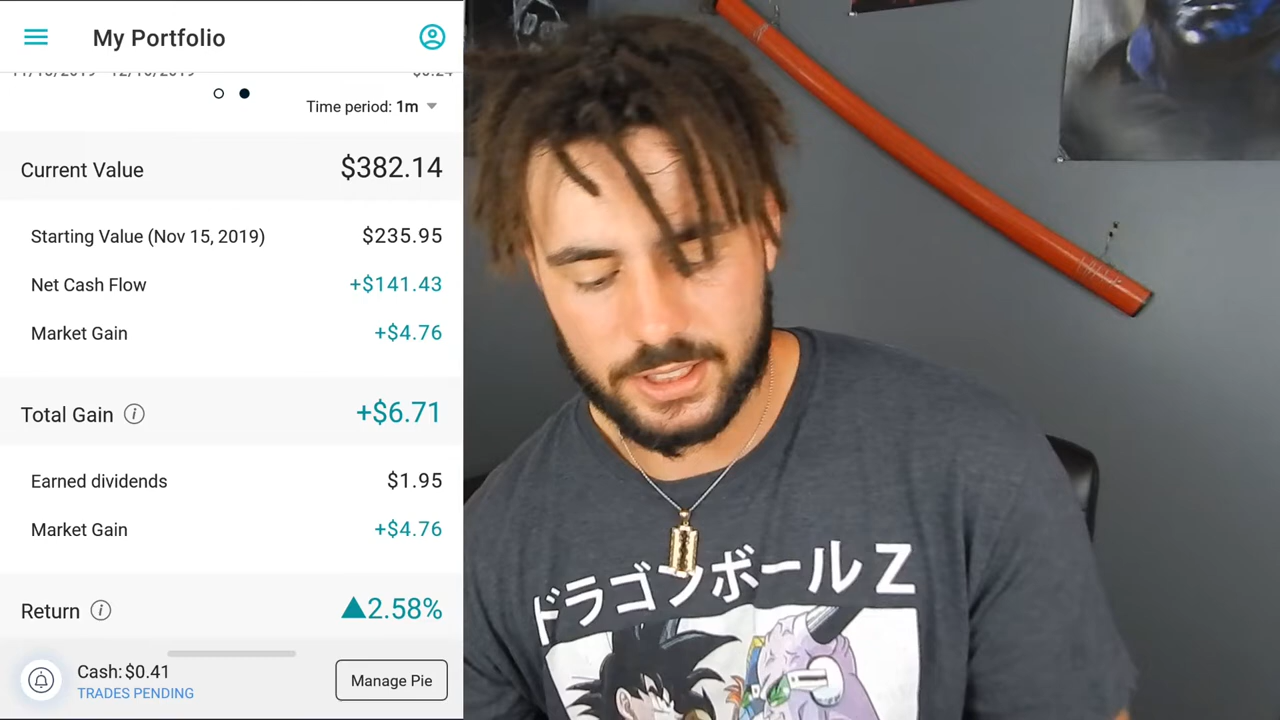 My Portfolio
Time period: 1m
Current Value $382.14
Starting Value (Nov 15, 2019) $235.95
Net Cash Flow +$141.43
Market Gain +$4.76
Total Gain +$6.71
Earned dividends $1.95
Market Gain +$4.76
Return ▲2.58%
Cash: $0.41
TRADES PENDING
Manage Pie
ドラゴンボールZ